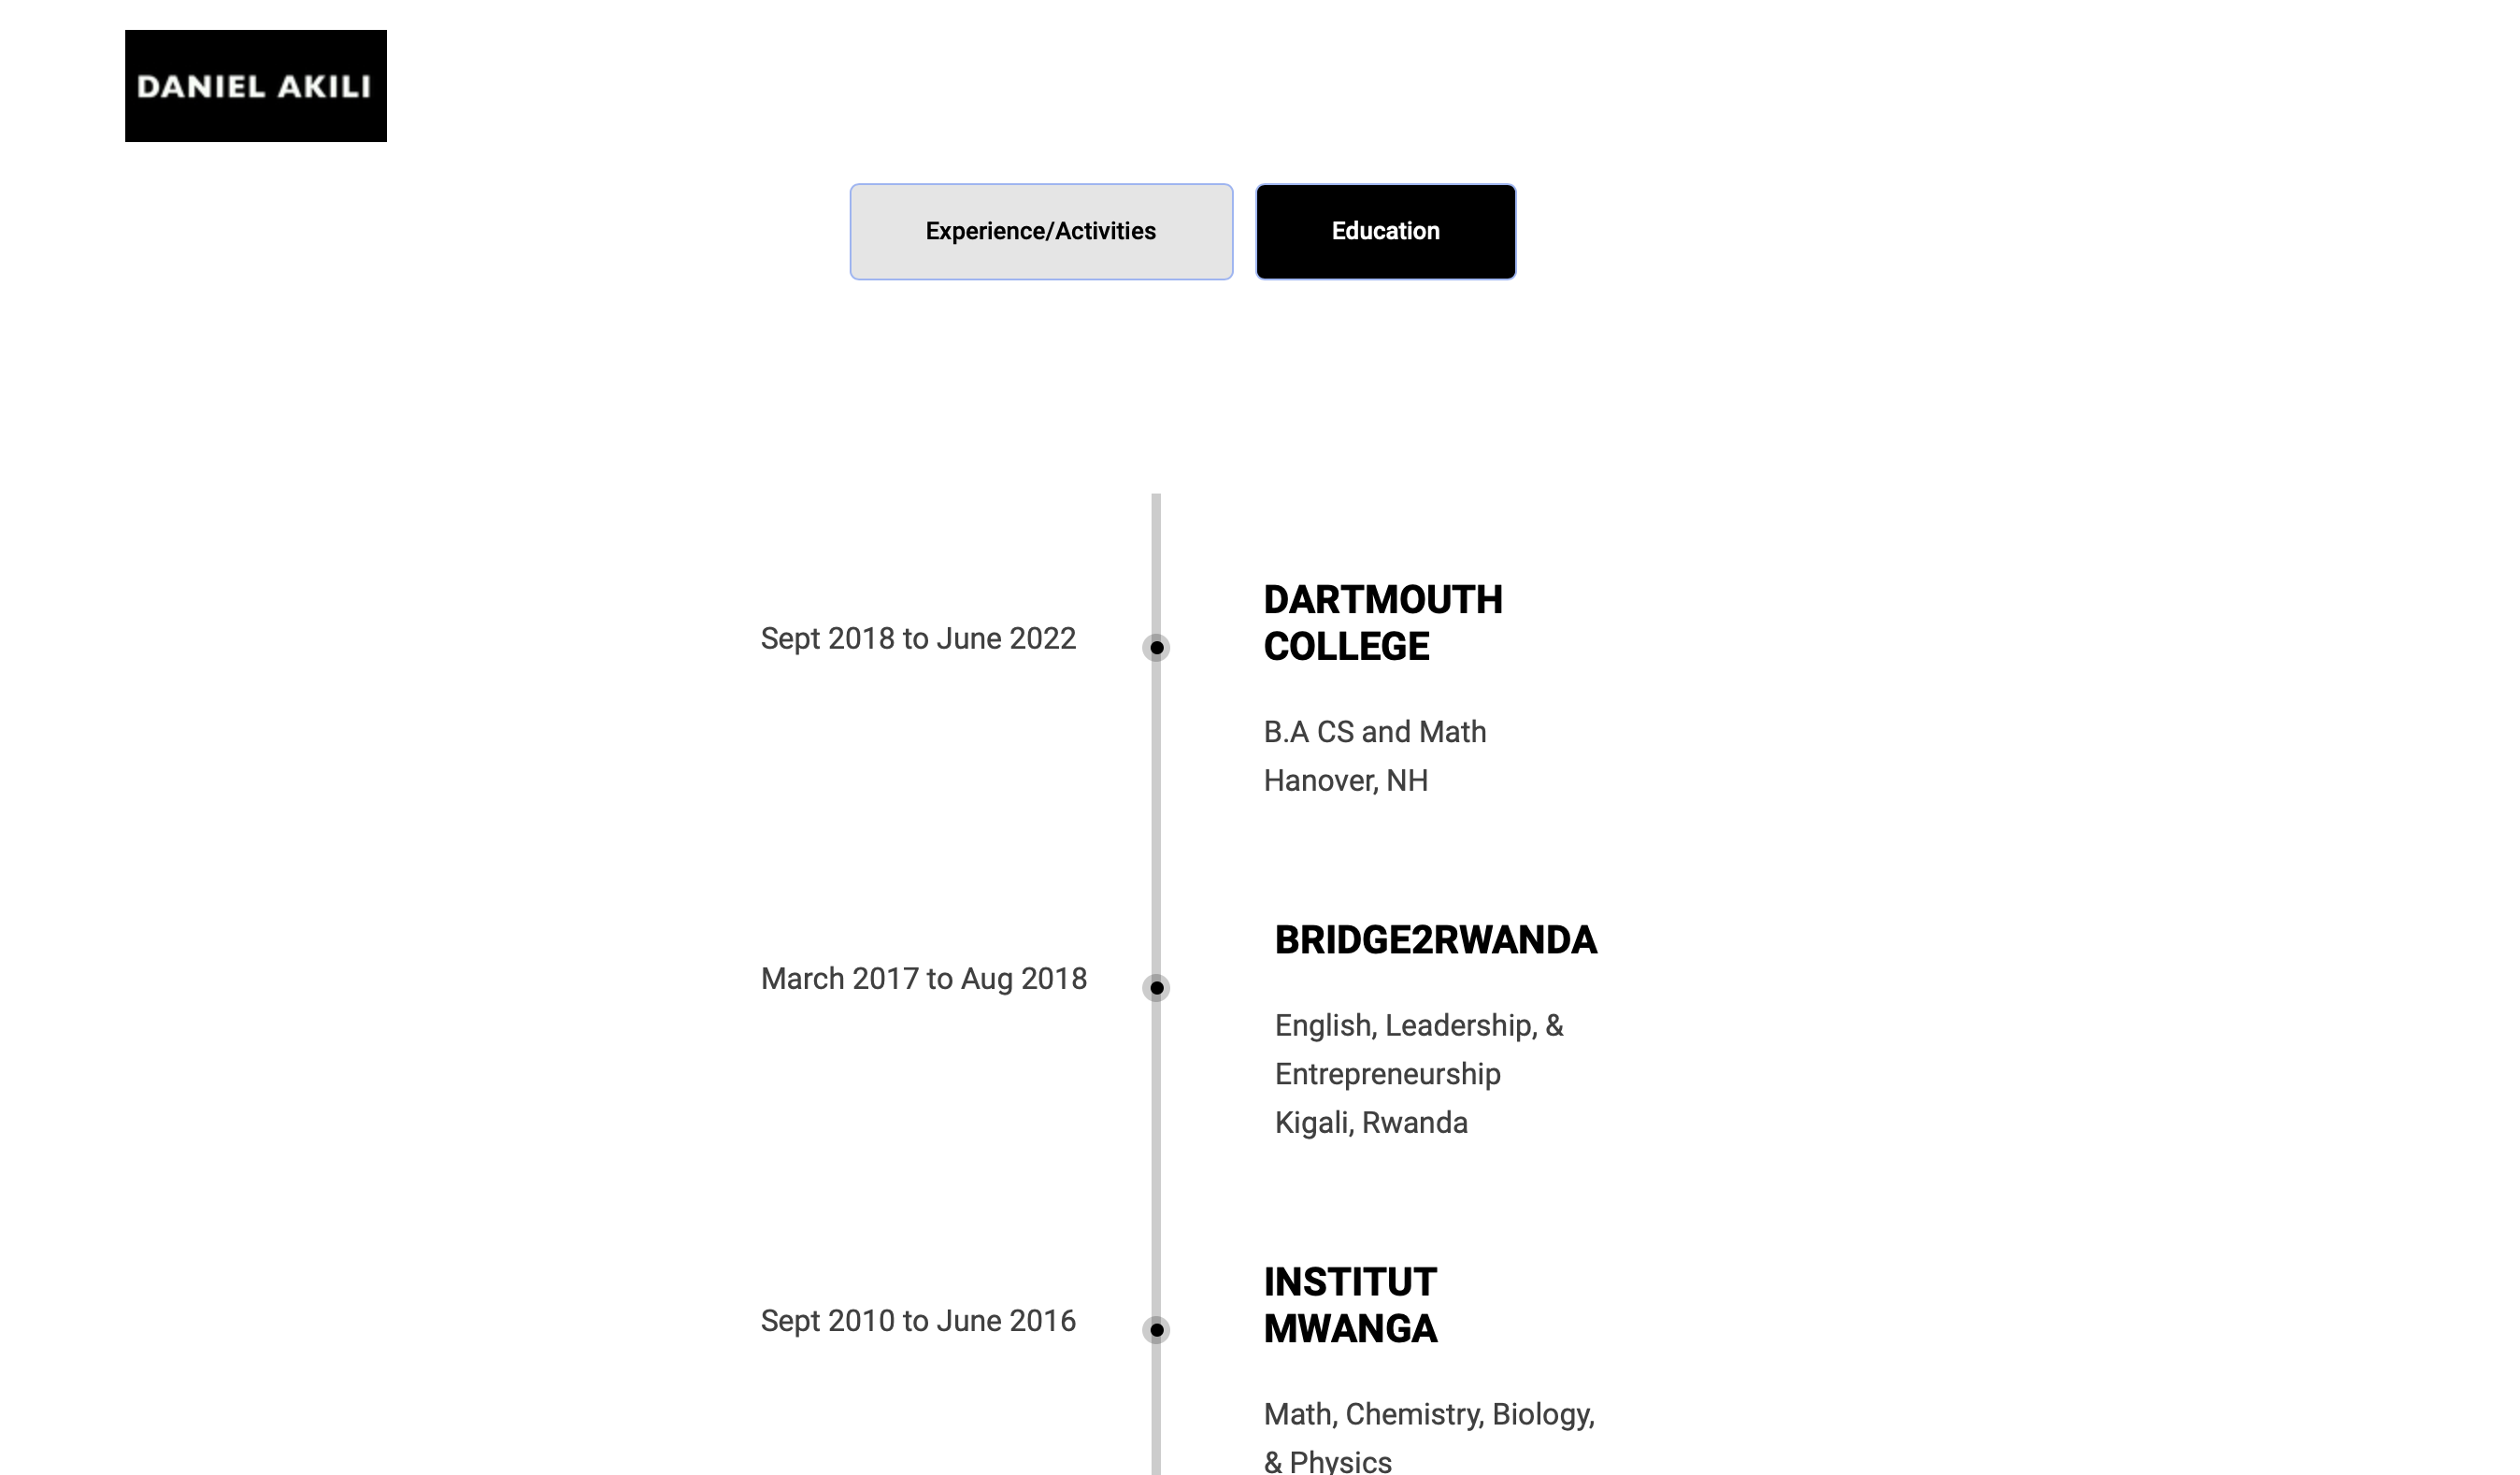 DANIEL AKILI
Experience/Activities
Education
Sept 2018 to June 2022
DARTMOUTH
COLLEGE
B.A CS and Math
Hanover, NH
March 2017 to Aug 2018
BRIDGE2RWANDA
English, Leadership, &
Entrepreneurship
Kigali, Rwanda
Sept 2010 to June 2016
INSTITUT
MWANGA
Math, Chemistry, Biology,
& Physics